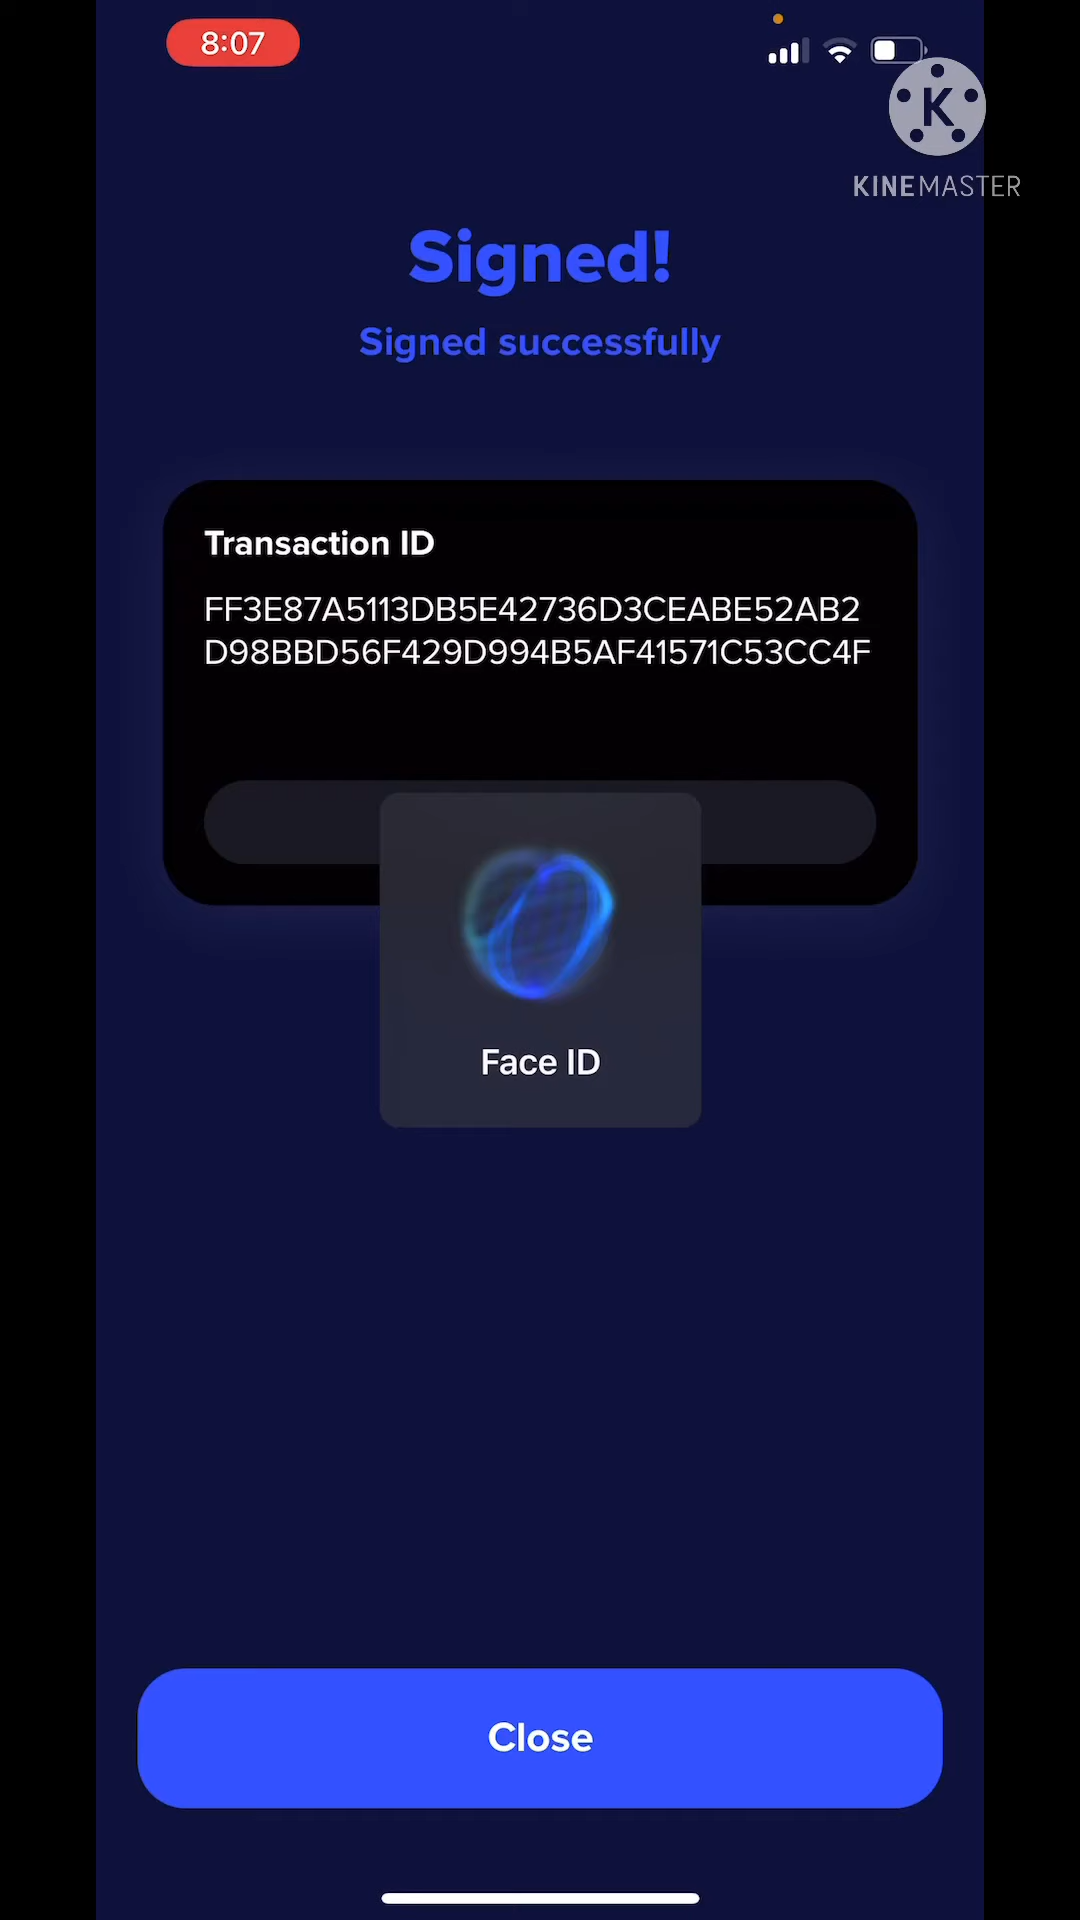 8:07
K
KINEMASTER
Signed!
Signed successfully
Transaction ID
FF3E87A5113DB5E42736D3CEABE52AB2
D98BBD56F429D994B5AF41571C53CC4F
Face ID
Close